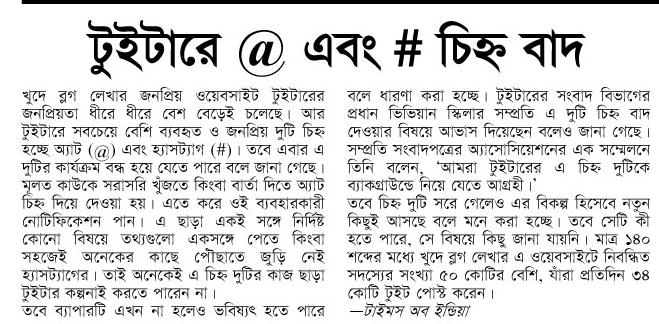 টুইটারে @ এবং # চিহ্ন বাদ
খুদে ব্লগ লেখার জনপ্রিয় ওয়েবসাইট টুইটারের
জনপ্রিয়তা ধীরে ধীরে বেশ বেড়েই চলেছে। আর
টুইটারে সবচেয়ে বেশি ব্যবহৃত ও জনপ্রিয় দুটি চিহ্ন
হচ্ছে অ্যাট (@) এবং হ্যাসট্যাগ (#)। তবে এবার এ
দুটির কার্যক্রম বন্ধ হয়ে যেতে পারে বলে জানা গেছে।
মূলত কাউকে সরাসরি খুঁজতে কিংবা বার্তা দিতে অ্যাট
চিহ্ন দিয়ে দেওয়া হয়। এতে করে ওই ব্যবহারকারী
নোটিফিকেশন পান। এ ছাড়া একই সঙ্গে নির্দিষ্ট
কোনো বিষয়ে তথ্যগুলো একসঙ্গে পেতে কিংবা
সহজেই অনেকের কাছে পৌঁছাতে জুড়ি নেই
হ্যাসট্যাগের। তাই অনেকেই এ চিহ্ন দুটির কাজ ছাড়া
টুইটার কল্পনাই করতে পারেন না।
তবে ব্যাপারটি এখন না হলেও ভবিষ্যৎ হতে পারে
বলে ধারণা করা হচ্ছে। টুইটারের সংবাদ বিভাগের
প্রধান ভিভিয়ান স্কিলার সম্প্রতি এ দুটি চিহ্ন বাদ
দেওয়ার বিষয়ে আভাস দিয়েছেন বলেও জানা গেছে।
সম্প্রতি সংবাদপত্রের অ্যাসোসিয়েশনের এক সম্মেলনে
তিনি বলেন, ‘আমরা টুইটারের এ চিহ্ন দুটিকে
ব্যাকগ্রাউন্ডে নিয়ে যেতে আগ্রহী।’
তবে চিহ্ন দুটি সরে গেলেও এর বিকল্প হিসেবে নতুন
কিছুই আসছে বলে মনে করা হচ্ছে। তবে সেটি কী
হতে পারে, সে বিষয়ে কিছু জানা যায়নি। মাত্র ১৪০
শব্দের মধ্যে খুদে ব্লগ লেখার এ ওয়েবসাইটে নিবন্ধিত
সদস্যের সংখ্যা ৫০ কোটির বেশি, যাঁরা প্রতিদিন ৩৪
কোটি টুইট পোস্ট করেন।
—টাইমস অব ইন্ডিয়া